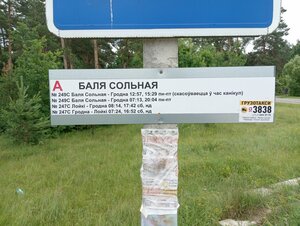 А БАЛЯ СОЛЬНАЯ
№ 249С Баля Сольная - Гродна 12:57, 15:29 пн-пт (скасоўваецца ў час канікул)
№ 249С Баля Сольная - Гродна 07:13, 20:04 пн-пт
№ 247С Лойкі - Гродна 08:14, 17:42 сб, нд
№ 247С Гродна - Лойкі 07:24, 16:52 сб, нд
ГРУЗОТАКСИ
3838